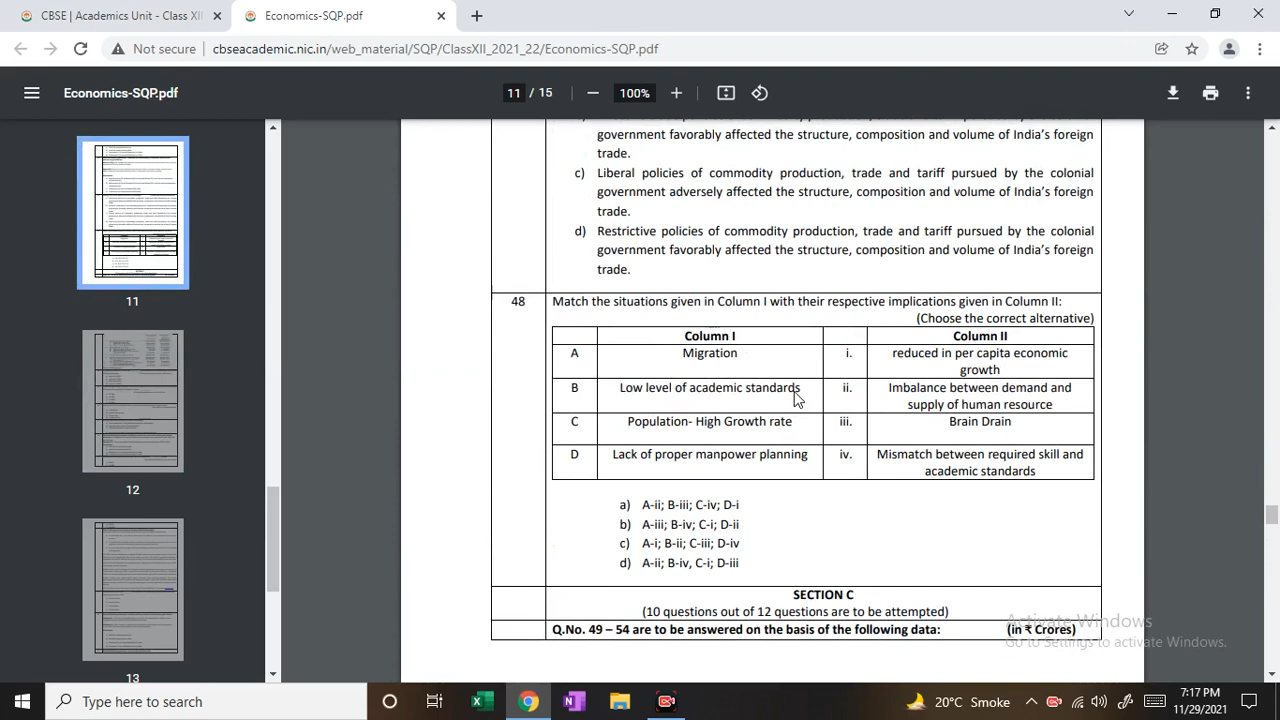 CBSE | Academics Unit - Class XII
Economics-SQP.pdf
Not secure
cbseacademic.nic.in/web_material/SQP/ClassXII_2021_22/Economics-SQP.pdf
Economics-SQP.pdf
11 / 15
100%
government favorably affected the structure, composition and volume of India's foreign
trade.
c) Liberal policies of commodity production, trade and tariff pursued by the colonial
government adversely affected the structure, composition and volume of India's foreign
trade.
d) Restrictive policies of commodity production, trade and tariff pursued by the colonial
government favorably affected the structure, composition and volume of India's foreign
trade.
48 Match the situations given in Column I with their respective implications given in Column II:
(Choose the correct alternative)
Column I Column II
A Migration i. reduced in per capita economic
growth
B Low level of academic standards ii. Imbalance between demand and
supply of human resource
C Population- High Growth rate iii. Brain Drain
D Lack of proper manpower planning iv. Mismatch between required skill and
academic standards
a) A-ii; B-iii; C-iv; D-i
b) A-iii; B-iv; C-i; D-ii
c) A-i; B-ii; C-iii; D-iv
d) A-ii; B-iv, C-i; D-iii
SECTION C
(10 questions out of 12 questions are to be attempted)
Q.No. 49 – 54 are to be answered on the basis of the following data: (in ₹ Crores)
Activate Windows
Go to Settings to activate Windows.
11
12
13
Type here to search
20°C Smoke
7:17 PM
11/29/2021